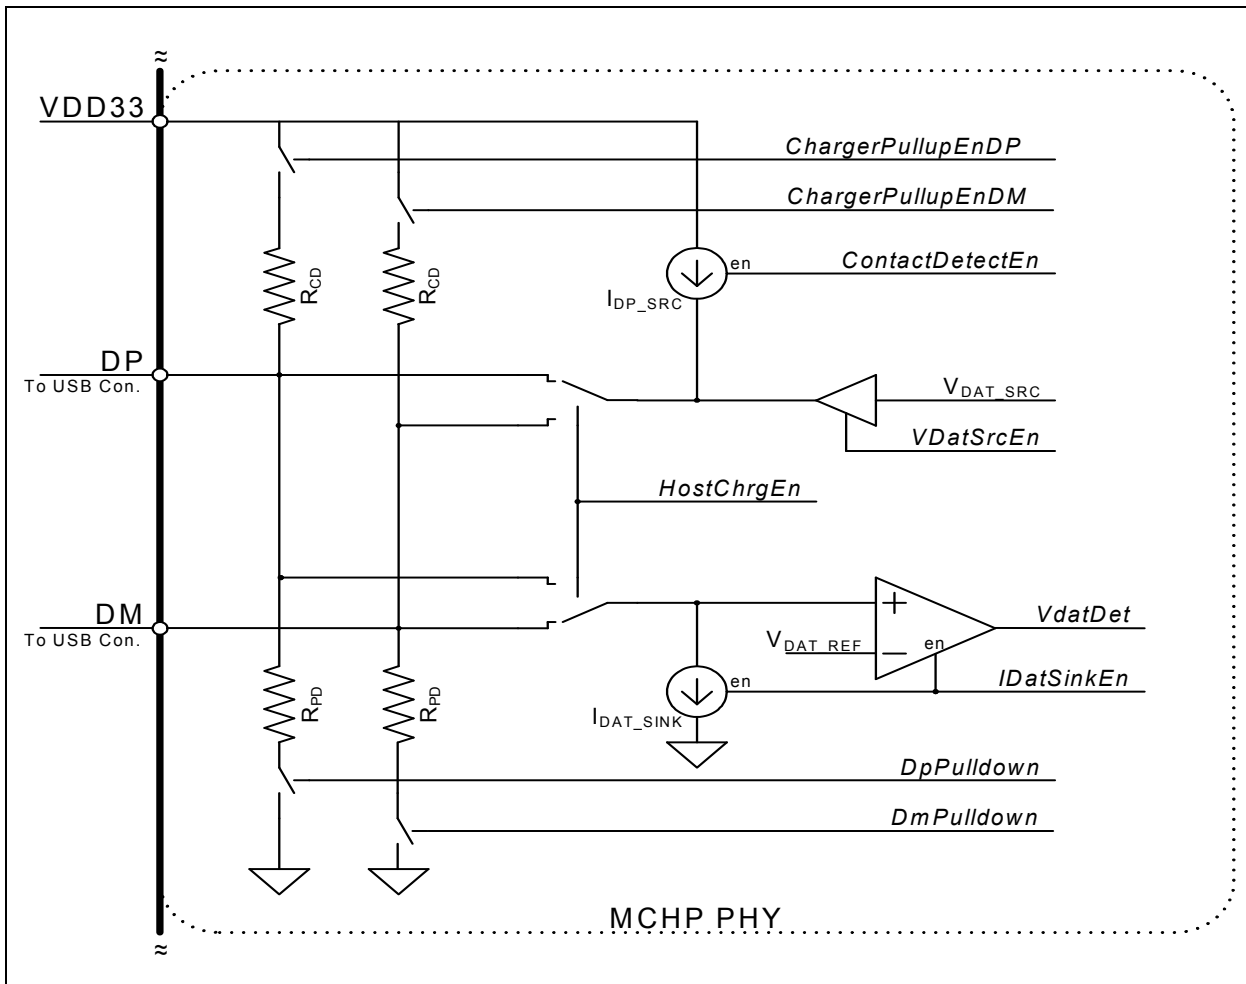 VDD33
ChargerPullupEnDP
ChargerPullupEnDM
en
ContactDetectEn
RCD
RCD
IDP_SRC
DP
To USB Con.
VDAT_SRC
VDatSrcEn
HostChrgEn
DM
To USB Con.
VDAT_REF
en
VdatDet
RPD
RPD
en
IDatSinkEn
IDAT_SINK
DpPulldown
DmPulldown
MCHP PHY